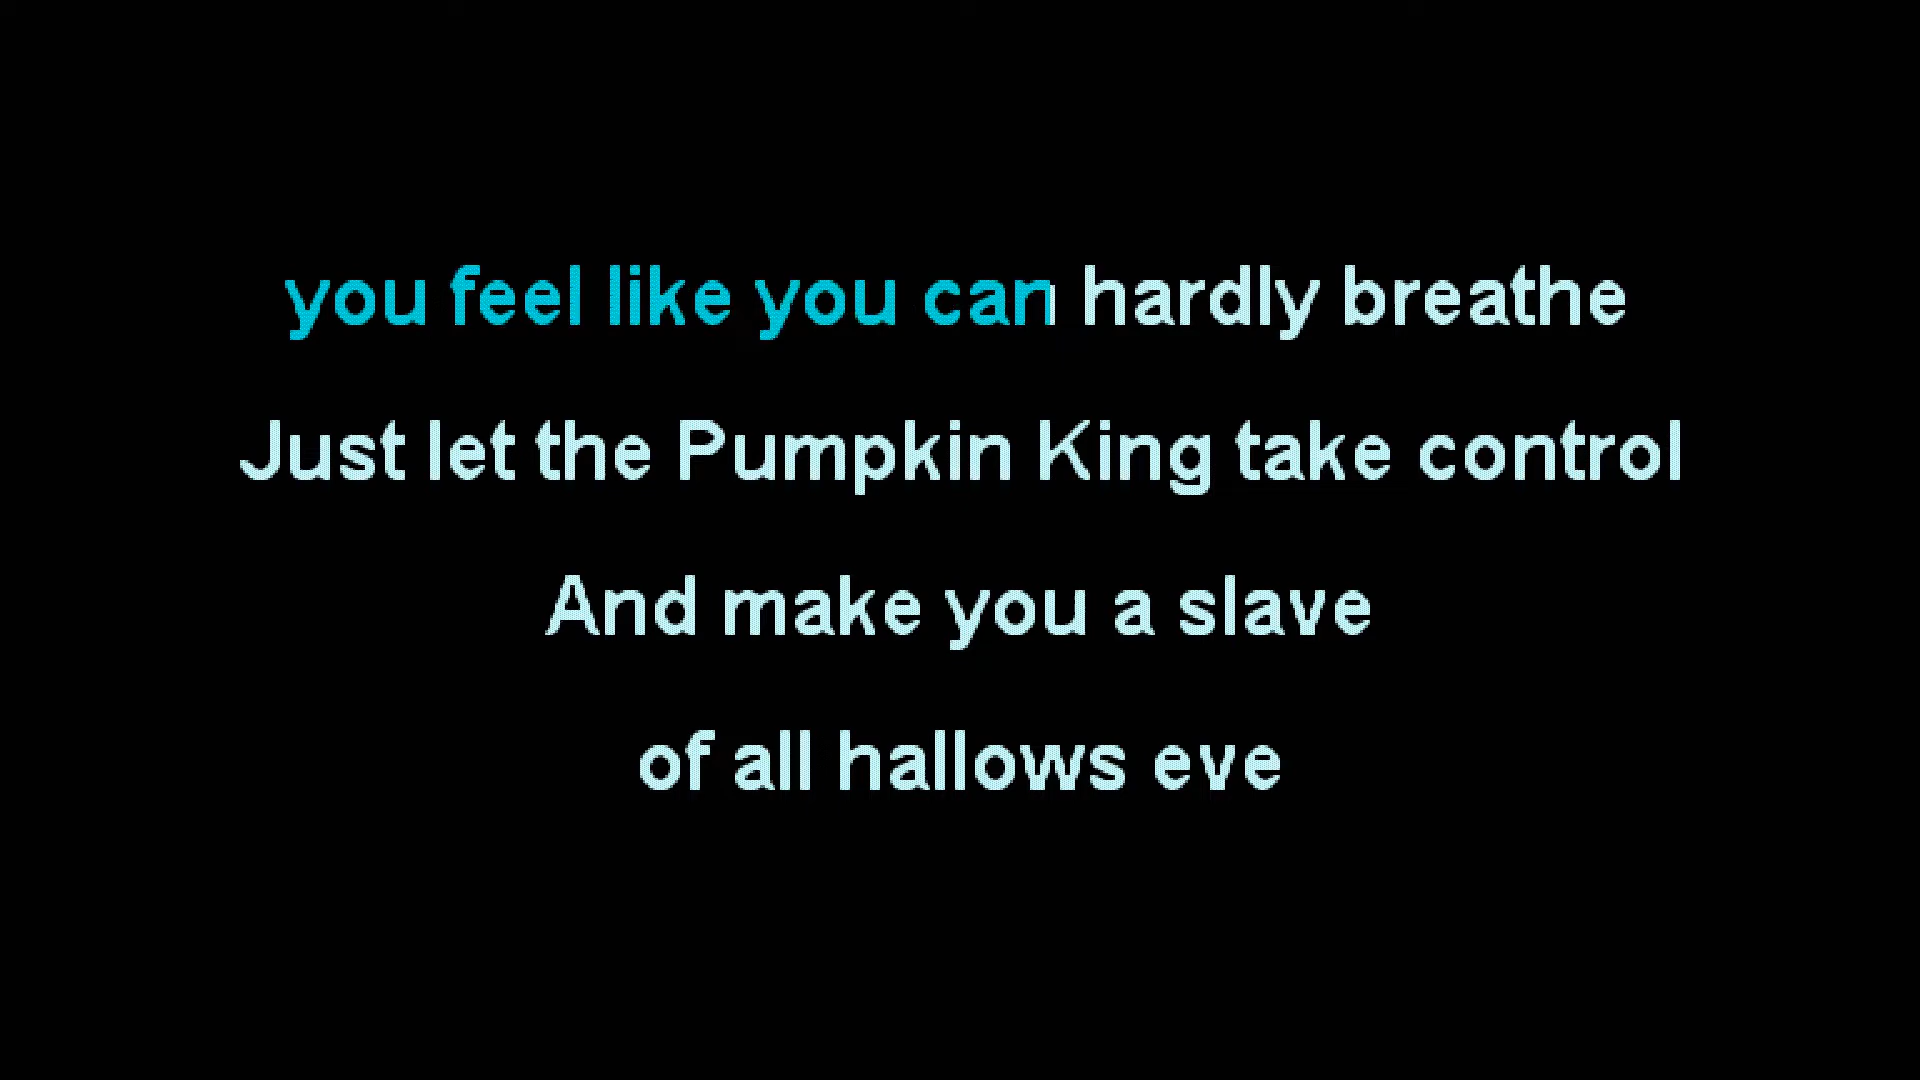 you feel like you can hardly breathe
Just let the Pumpkin King take control
And make you a slave
of all hallows eve